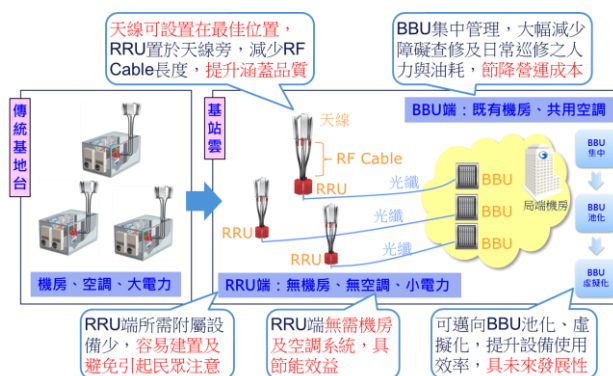 天線可設置在最佳位置，
RRU置於天線旁，減少RF
Cable長度，提升涵蓋品質
BBU集中管理，大幅減少
障礙查修及日常巡修之人
力與油耗，節降營運成本
傳統基地台
機房、空調、大電力
基站雲
BBU端：既有機房、共用空調
天線
RF Cable
RRU
光纖
BBU
RRU
光纖
BBU
RRU
光纖
BBU
局端機房
RRU端：無機房、無空調、小電力
BBU
集中
BBU
池化
BBU
虛擬化
RRU端所需附屬設
備少，容易建置及
避免引起民眾注意
RRU端無需機房
及空調系統，具
節能效益
可邁向BBU池化、虛
擬化，提升設備使用
效率，具未來發展性